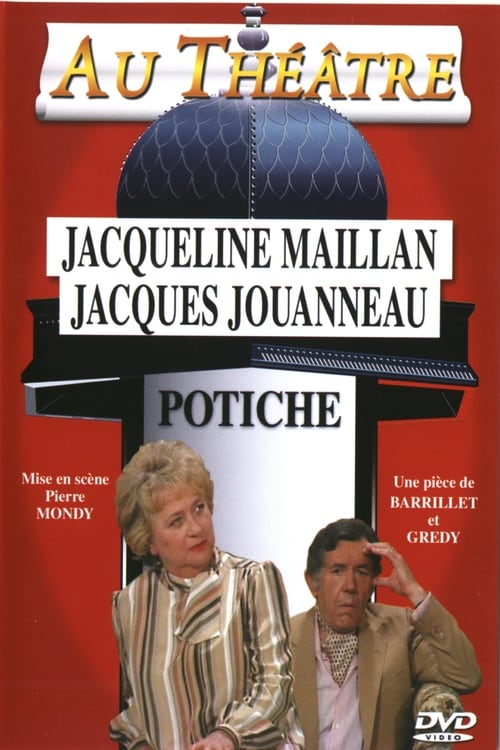 AU THÉÂTRE
JACQUELINE MAILLAN
JACQUES JOUANNEAU
POTICHE
Mise en scène
Pierre
MONDY
Une pièce de
BARRILLET
et
GREDY
DVD
VIDEO